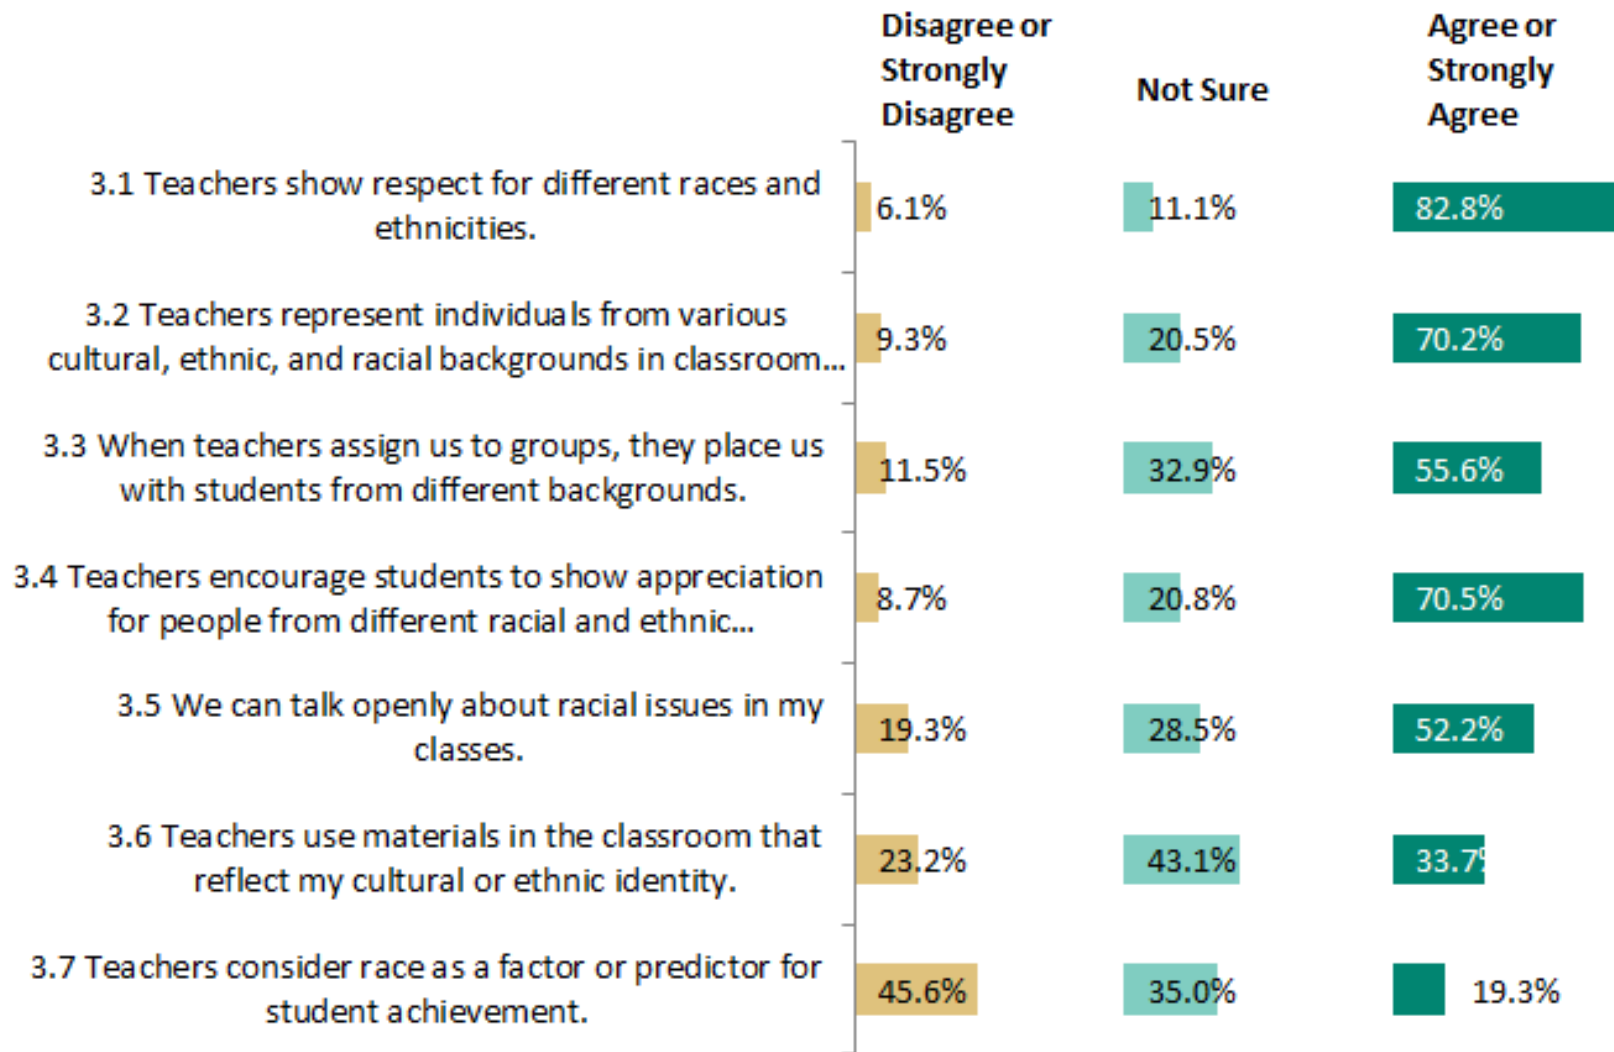 Disagree or
Strongly
Disagree
Not Sure
Agree or
Strongly
Agree
3.1 Teachers show respect for different races and
ethnicities.
6.1%
11.1%
82.8%
3.2 Teachers represent individuals from various
cultural, ethnic, and racial backgrounds in classroom...
9.3%
20.5%
70.2%
3.3 When teachers assign us to groups, they place us
with students from different backgrounds.
11.5%
32.9%
55.6%
3.4 Teachers encourage students to show appreciation
for people from different racial and ethnic...
8.7%
20.8%
70.5%
3.5 We can talk openly about racial issues in my
classes.
19.3%
28.5%
52.2%
3.6 Teachers use materials in the classroom that
reflect my cultural or ethnic identity.
23.2%
43.1%
33.7%
3.7 Teachers consider race as a factor or predictor for
student achievement.
45.6%
35.0%
19.3%